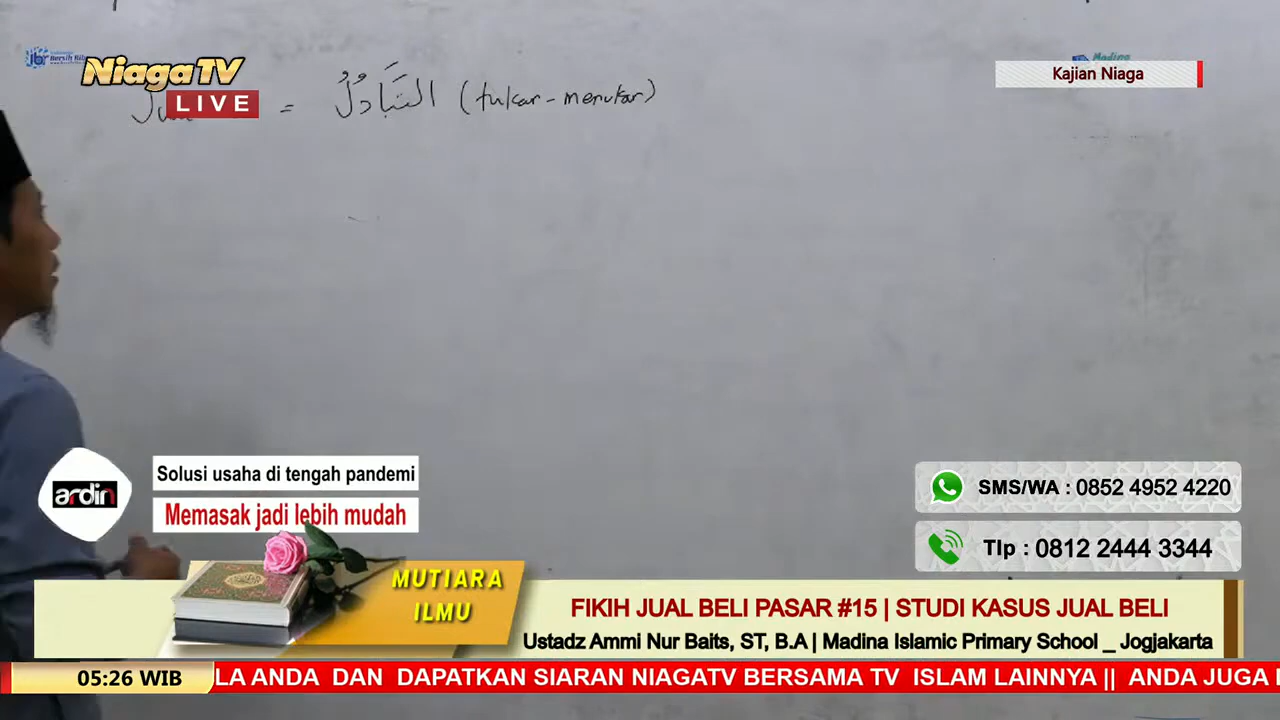 NiagaTV
LIVE
Kajian Niaga
= التَّبَادُلُ (tukar-menukar)
ardin
Solusi usaha di tengah pandemi
Memasak jadi lebih mudah
SMS/WA : 0852 4952 4220
Tlp : 0812 2444 3344
MUTIARA
ILMU
FIKIH JUAL BELI PASAR #15 | STUDI KASUS JUAL BELI
Ustadz Ammi Nur Baits, ST, B.A | Madina Islamic Primary School _ Jogjakarta
05:26 WIB
LA ANDA DAN DAPATKAN SIARAN NIAGATV BERSAMA TV ISLAM LAINNYA || ANDA JUGA